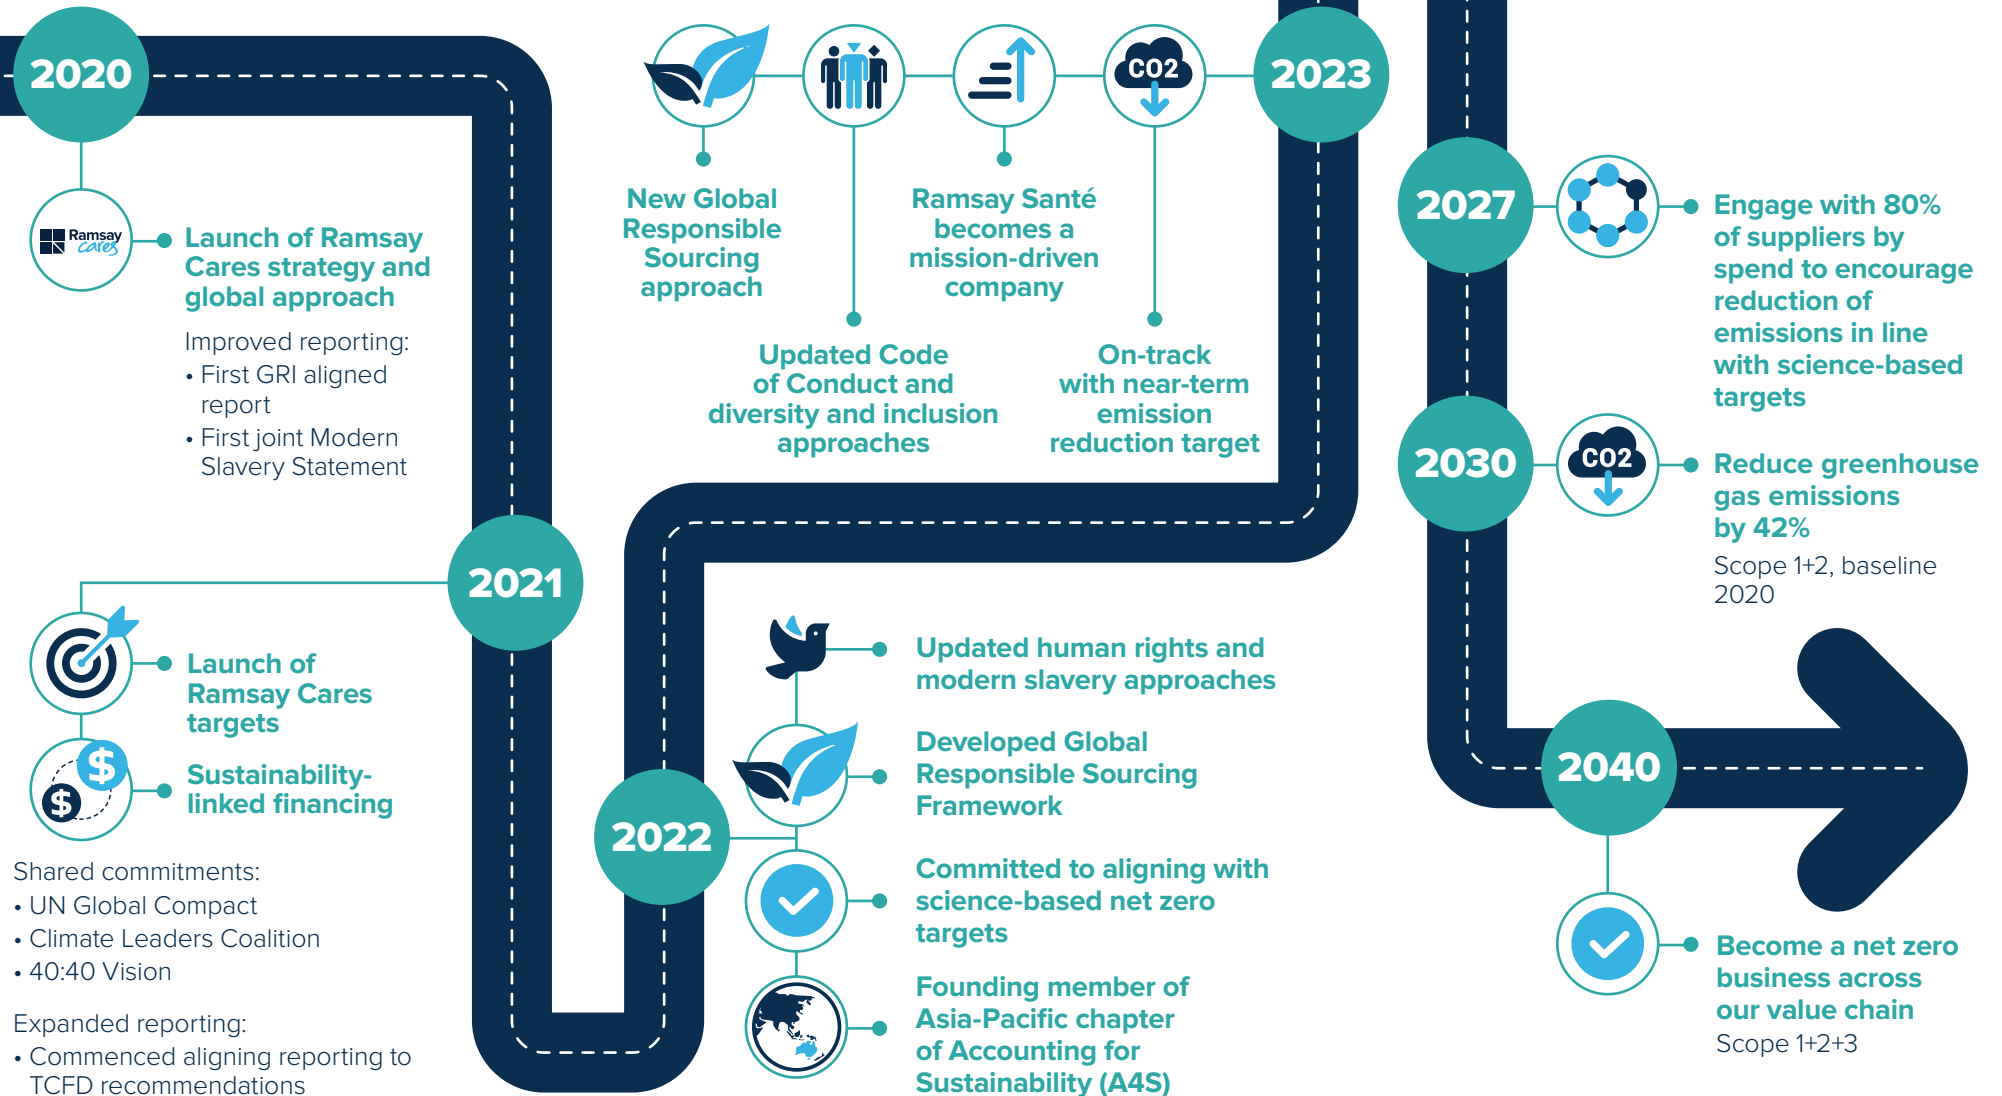 2020
Ramsay
cares
Launch of Ramsay
Cares strategy and
global approach
Improved reporting:
• First GRI aligned
report
• First joint Modern
Slavery Statement
2021
Launch of
Ramsay Cares
targets
$
$
Sustainability-
linked financing
Shared commitments:
• UN Global Compact
• Climate Leaders Coalition
• 40:40 Vision
Expanded reporting:
• Commenced aligning reporting to
TCFD recommendations
2022
Updated human rights and
modern slavery approaches
Developed Global
Responsible Sourcing
Framework
Committed to aligning with
science-based net zero
targets
Founding member of
Asia-Pacific chapter
of Accounting for
Sustainability (A4S)
2023
New Global
Responsible
Sourcing
approach
Updated Code
of Conduct and
diversity and inclusion
approaches
Ramsay Santé
becomes a
mission-driven
company
CO2
On-track
with near-term
emission
reduction target
2027
Engage with 80%
of suppliers by
spend to encourage
reduction of
emissions in line
with science-based
targets
2030
CO2
Reduce greenhouse
gas emissions
by 42%
Scope 1+2, baseline
2020
2040
Become a net zero
business across
our value chain
Scope 1+2+3